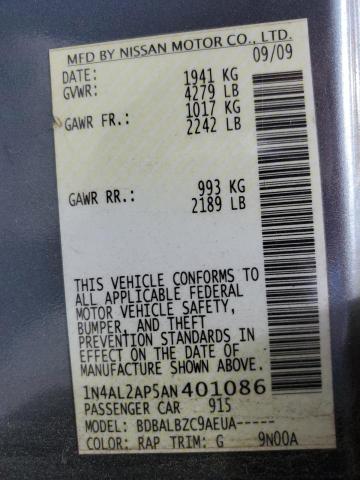 MFD BY NISSAN MOTOR CO., LTD.
DATE: 09/09
GVWR: 1941 KG
4279 LB
GAWR FR.: 1017 KG
2242 LB
GAWR RR.: 993 KG
2189 LB
THIS VEHICLE CONFORMS TO
ALL APPLICABLE FEDERAL
MOTOR VEHICLE SAFETY,
BUMPER, AND THEFT
PREVENTION STANDARDS IN
EFFECT ON THE DATE OF
MANUFACTURE SHOWN ABOVE.
1N4AL2AP5AN401086
PASSENGER CAR 915
MODEL: BDBALBZC9AEUA-----
COLOR: RAP TRIM: G 9N00A